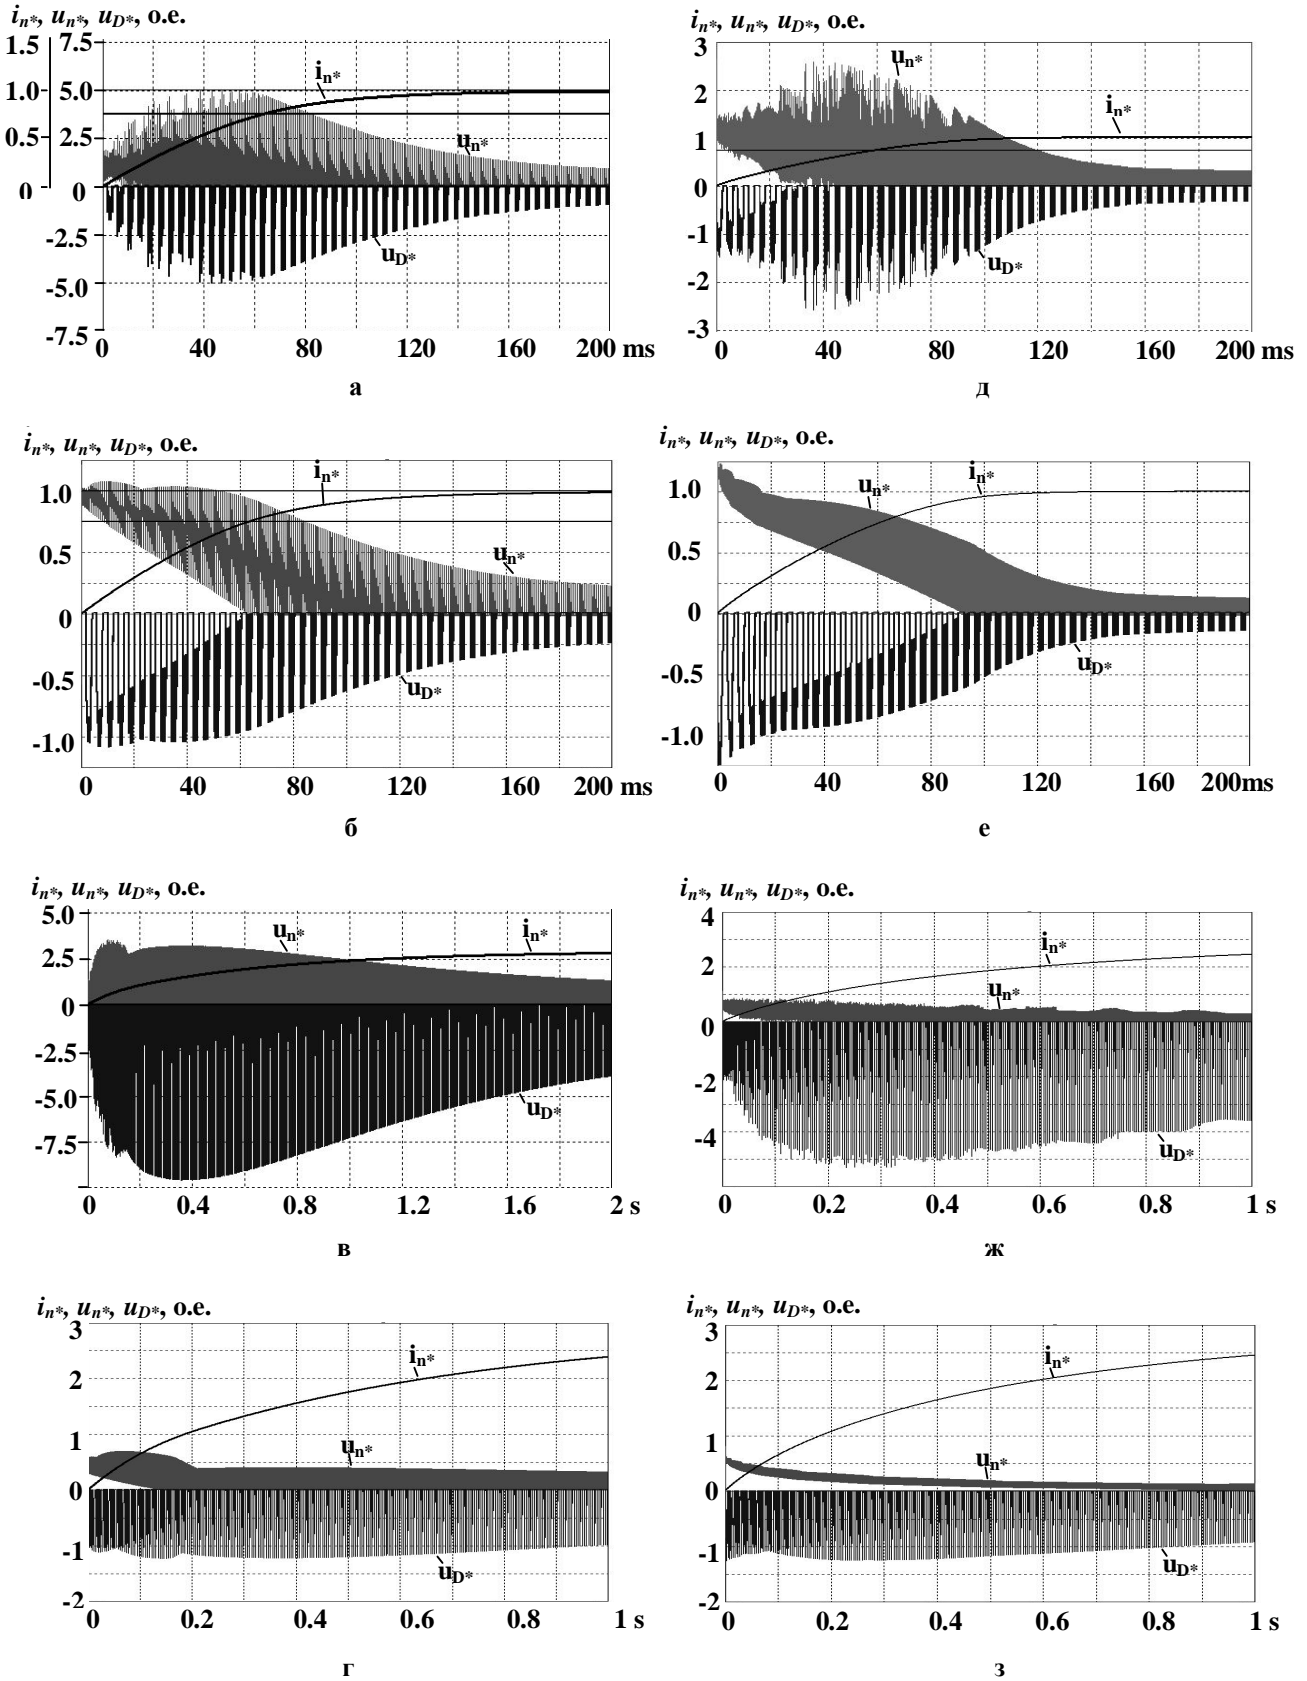 iₙ*, uₙ*, u_D*, о.е.
1.5 7.5
1.0 5.0
0.5 2.5
0 0
-2.5
-5.0
-7.5
iₙ*
uₙ*
u_D*
0 40 80 120 160 200 ms
а
iₙ*, uₙ*, u_D*, о.е.
3
2
1
0
-1
-2
-3
uₙ*
iₙ*
u_D*
0 40 80 120 160 200 ms
д
iₙ*, uₙ*, u_D*, о.е.
1.0
0.5
0
-0.5
-1.0
iₙ*
uₙ*
u_D*
0 40 80 120 200 ms
б
iₙ*, uₙ*, u_D*, о.е.
1.0
0.5
0
-0.5
-1.0
uₙ*
iₙ*
u_D*
0 40 80 120 160 200ms
е
iₙ*, uₙ*, u_D*, о.е.
5.0
2.5
0
-2.5
-5.0
-7.5
uₙ*
iₙ*
u_D*
0 0.4 0.8 1.2 1.6 2 s
в
iₙ*, uₙ*, u_D*, о.е.
4
2
0
-2
-4
iₙ*
uₙ*
u_D*
0 0.2 0.4 0.6 0.8 1 s
ж
iₙ*, uₙ*, u_D*, о.е.
3
2
1
0
-1
-2
iₙ*
uₙ*
u_D*
0 0.2 0.4 0.6 0.8 1 s
г
iₙ*, uₙ*, u_D*, о.е.
3
2
1
0
-1
-2
iₙ*
uₙ*
u_D*
0 0.2 0.4 0.6 0.8 1 s
з